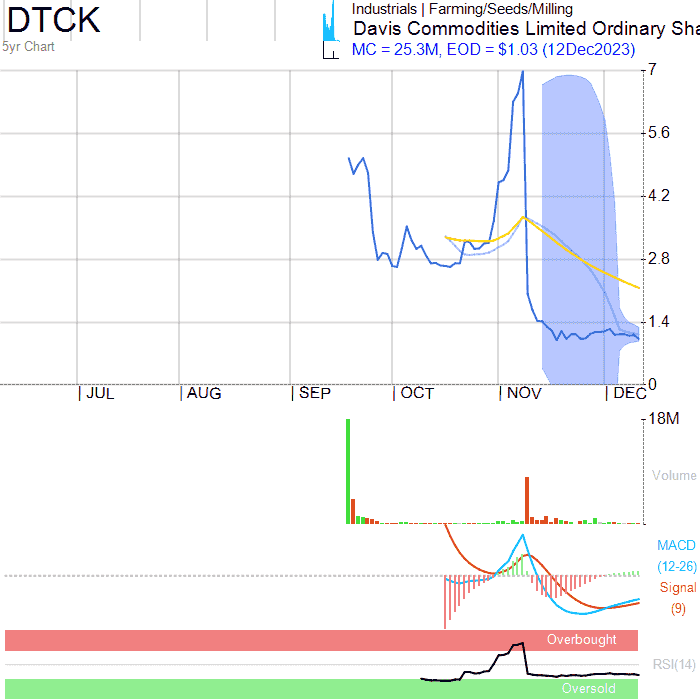 DTCK
5yr Chart
Industrials | Farming/Seeds/Milling
Davis Commodities Limited Ordinary Sha
MC = 25.3M, EOD = $1.03 (12Dec2023)
7
5.6
4.2
2.8
1.4
0
|JUL |AUG |SEP |OCT |NOV |DEC
18M
Volume
MACD
(12-26)
Signal
(9)
Overbought
RSI(14)
Oversold